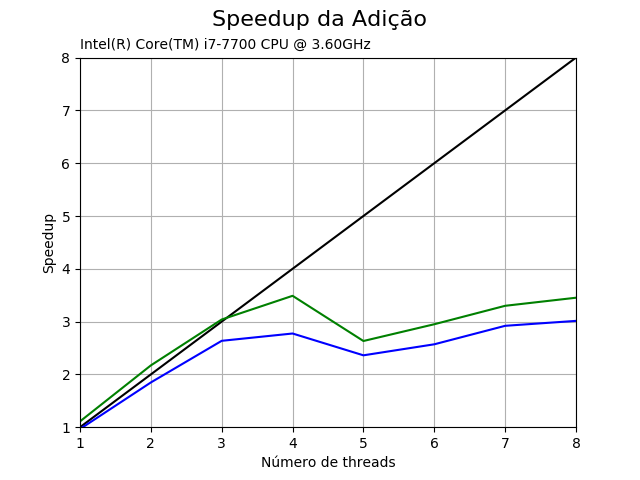 Speedup da Adição
Intel(R) Core(TM) i7-7700 CPU @ 3.60GHz
8
7
6
5
4
3
2
1
Speedup
1 2 3 4 5 6 7 8
Número de threads